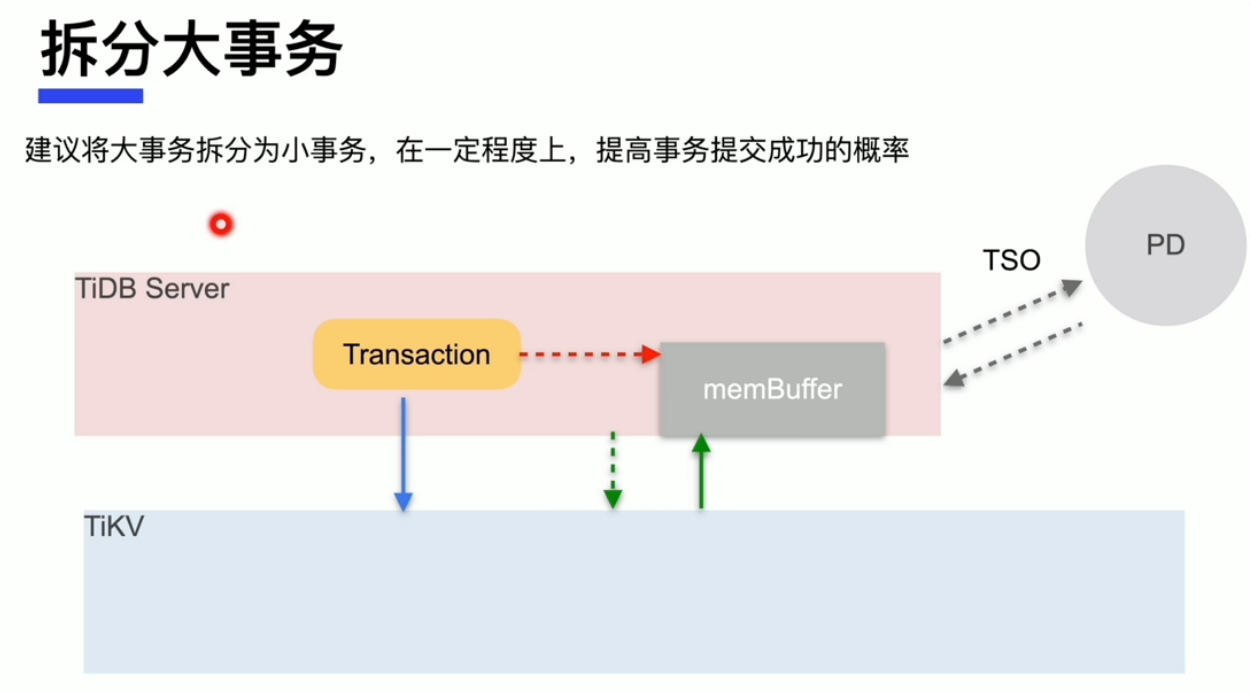 拆分大事务
建议将大事务拆分为小事务，在一定程度上，提高事务提交成功的概率
TSO
PD
TiDB Server
Transaction
memBuffer
TiKV